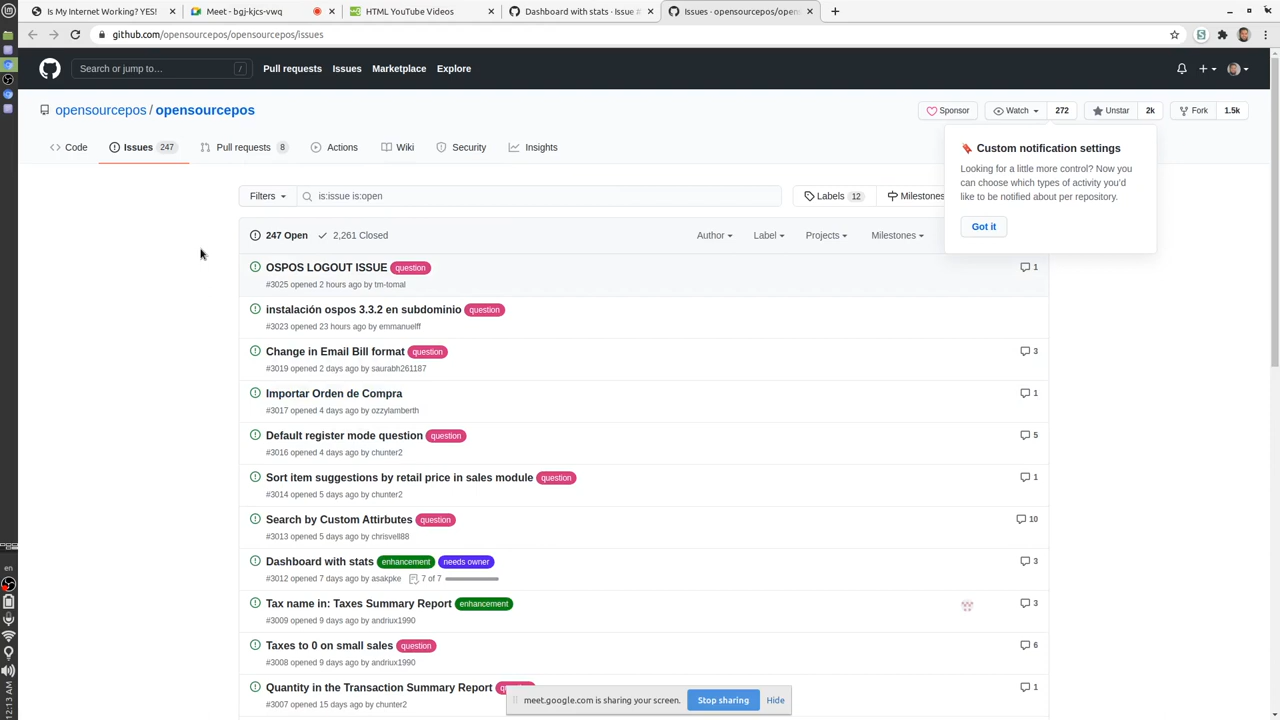 Is My Internet Working? YES!
Meet - bgj-kjcs-vwq
HTML YouTube Videos
Dashboard with stats · Issue #
Issues · opensourcepos/open
github.com/opensourcepos/opensourcepos/issues
Search or jump to…
/
Pull requests
Issues
Marketplace
Explore
opensourcepos / opensourcepos
Sponsor
Watch
272
Unstar
2k
Fork
1.5k
Code
Issues 247
Pull requests 8
Actions
Wiki
Security
Insights
Custom notification settings
Looking for a little more control? Now you
can choose which types of activity you'd
like to be notified about per repository.
Got it
Filters
is:issue is:open
Labels 12
Milestones
247 Open
2,261 Closed
Author
Label
Projects
Milestones
OSPOS LOGOUT ISSUE question
1
#3025 opened 2 hours ago by tm-tomal
instalación ospos 3.3.2 en subdominio question
#3023 opened 23 hours ago by emmanuelff
Change in Email Bill format question
3
#3019 opened 2 days ago by saurabh261187
Importar Orden de Compra
1
#3017 opened 4 days ago by ozzylamberth
Default register mode question question
5
#3016 opened 4 days ago by chunter2
Sort item suggestions by retail price in sales module question
1
#3014 opened 5 days ago by chunter2
Search by Custom Attirbutes question
10
#3013 opened 5 days ago by chrisvell88
Dashboard with stats enhancement needs owner
3
#3012 opened 7 days ago by asakpke 7 of 7
Tax name in: Taxes Summary Report enhancement
3
#3009 opened 9 days ago by andriux1990
Taxes to 0 on small sales question
6
#3008 opened 9 days ago by andriux1990
Quantity in the Transaction Summary Report
1
#3007 opened 15 days ago by chunter2
meet.google.com is sharing your screen.
Stop sharing
Hide
en
12:13 AM